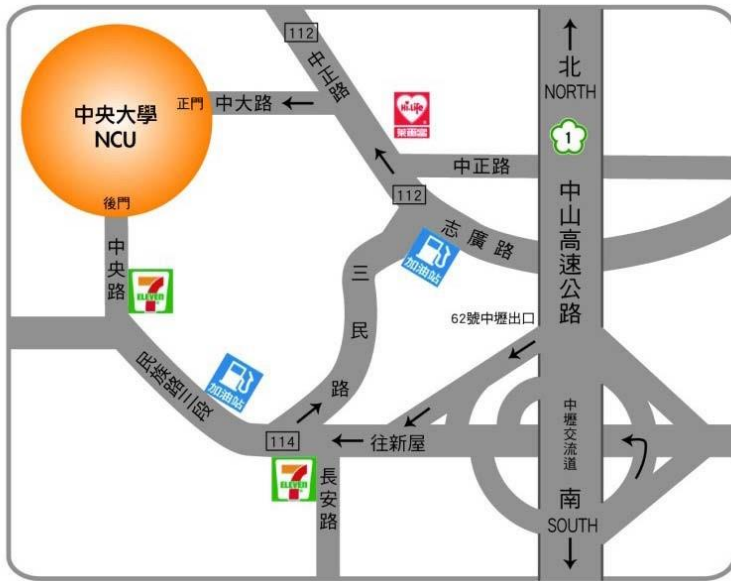 112
中正路
北
NORTH
Hi-Life
萊爾富
正門
中大路
中央大學
NCU
1
中正路
112
後門
中山高速公路
志廣路
中央路
加油站
三民路
7
ELEVEN
62號中壢出口
加油站
民族路三段
中壢交流道
114
往新屋
7
ELEVEN
長安路
南
SOUTH